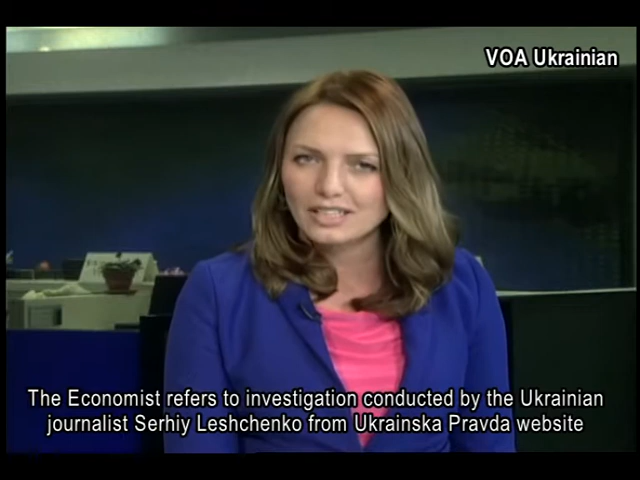 VOA Ukrainian
The Economist refers to investigation conducted by the Ukrainian
journalist Serhiy Leshchenko from Ukrainska Pravda website